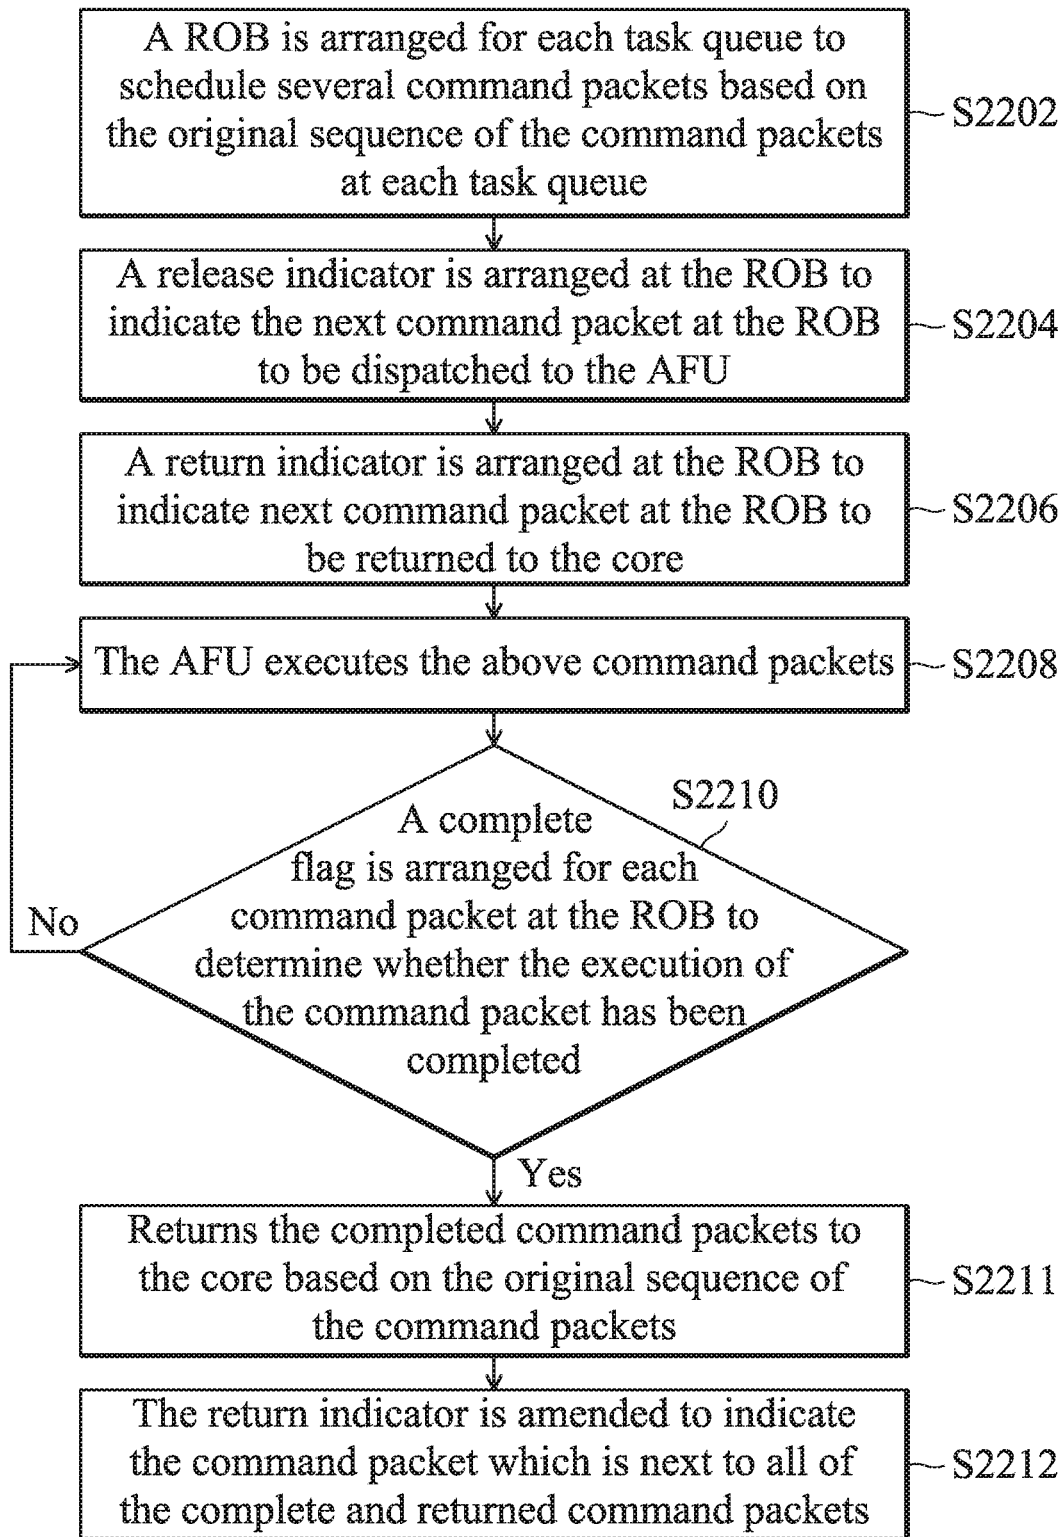 A ROB is arranged for each task queue to
schedule several command packets based on
the original sequence of the command packets
at each task queue
S2202
A release indicator is arranged at the ROB to
indicate the next command packet at the ROB
to be dispatched to the AFU
S2204
A return indicator is arranged at the ROB to
indicate next command packet at the ROB to
be returned to the core
S2206
The AFU executes the above command packets
S2208
S2210
A complete
flag is arranged for each
command packet at the ROB to
determine whether the execution of
the command packet has been
completed
No
Yes
Returns the completed command packets to
the core based on the original sequence of
the command packets
S2211
The return indicator is amended to indicate
the command packet which is next to all of
the complete and returned command packets
S2212